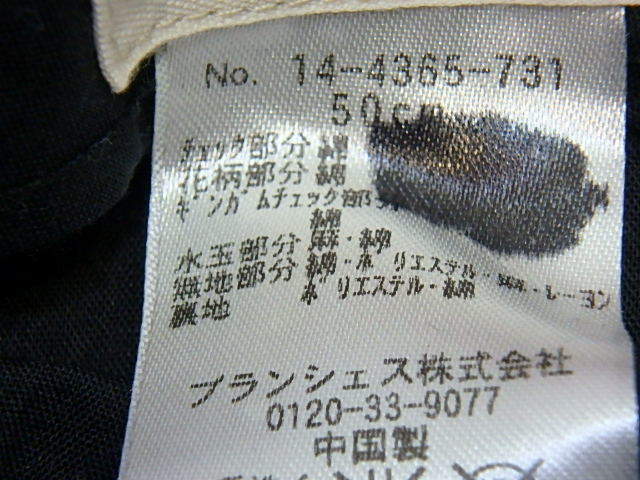 No. 14-4365-731
50cm
チェック部分 綿
花柄部分 綿
ギンガムチェック部分
綿
水玉部分 麻・綿
無地部分 綿・ポリエステル・麻・レーヨン
裏地 ポリエステル・綿
ブランシェス株式会社
0120-33-9077
中国製